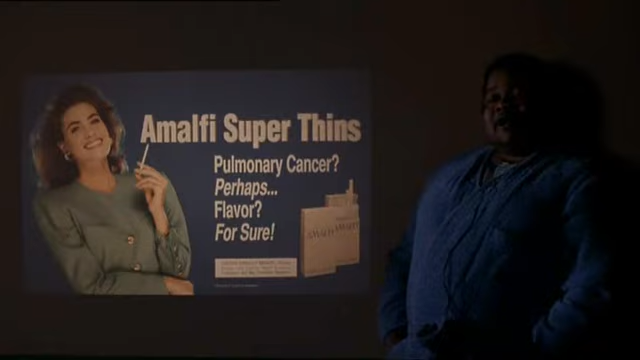 Amalfi Super Thins
Pulmonary Cancer?
Perhaps...
Flavor?
For Sure!